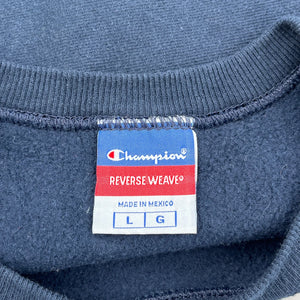 Champion
REVERSE WEAVE®
MADE IN MEXICO
L G